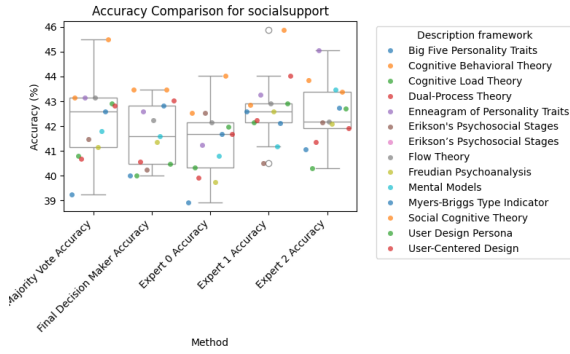 Accuracy Comparison for socialsupport
46
45
44
43
42
41
40
39
Accuracy (%)
Majority Vote Accuracy
Final Decision Maker Accuracy
Expert 0 Accuracy
Expert 1 Accuracy
Expert 2 Accuracy
Method
Description framework
Big Five Personality Traits
Cognitive Behavioral Theory
Cognitive Load Theory
Dual-Process Theory
Enneagram of Personality Traits
Erikson's Psychosocial Stages
Erikson’s Psychosocial Stages
Flow Theory
Freudian Psychoanalysis
Mental Models
Myers-Briggs Type Indicator
Social Cognitive Theory
User Design Persona
User-Centered Design